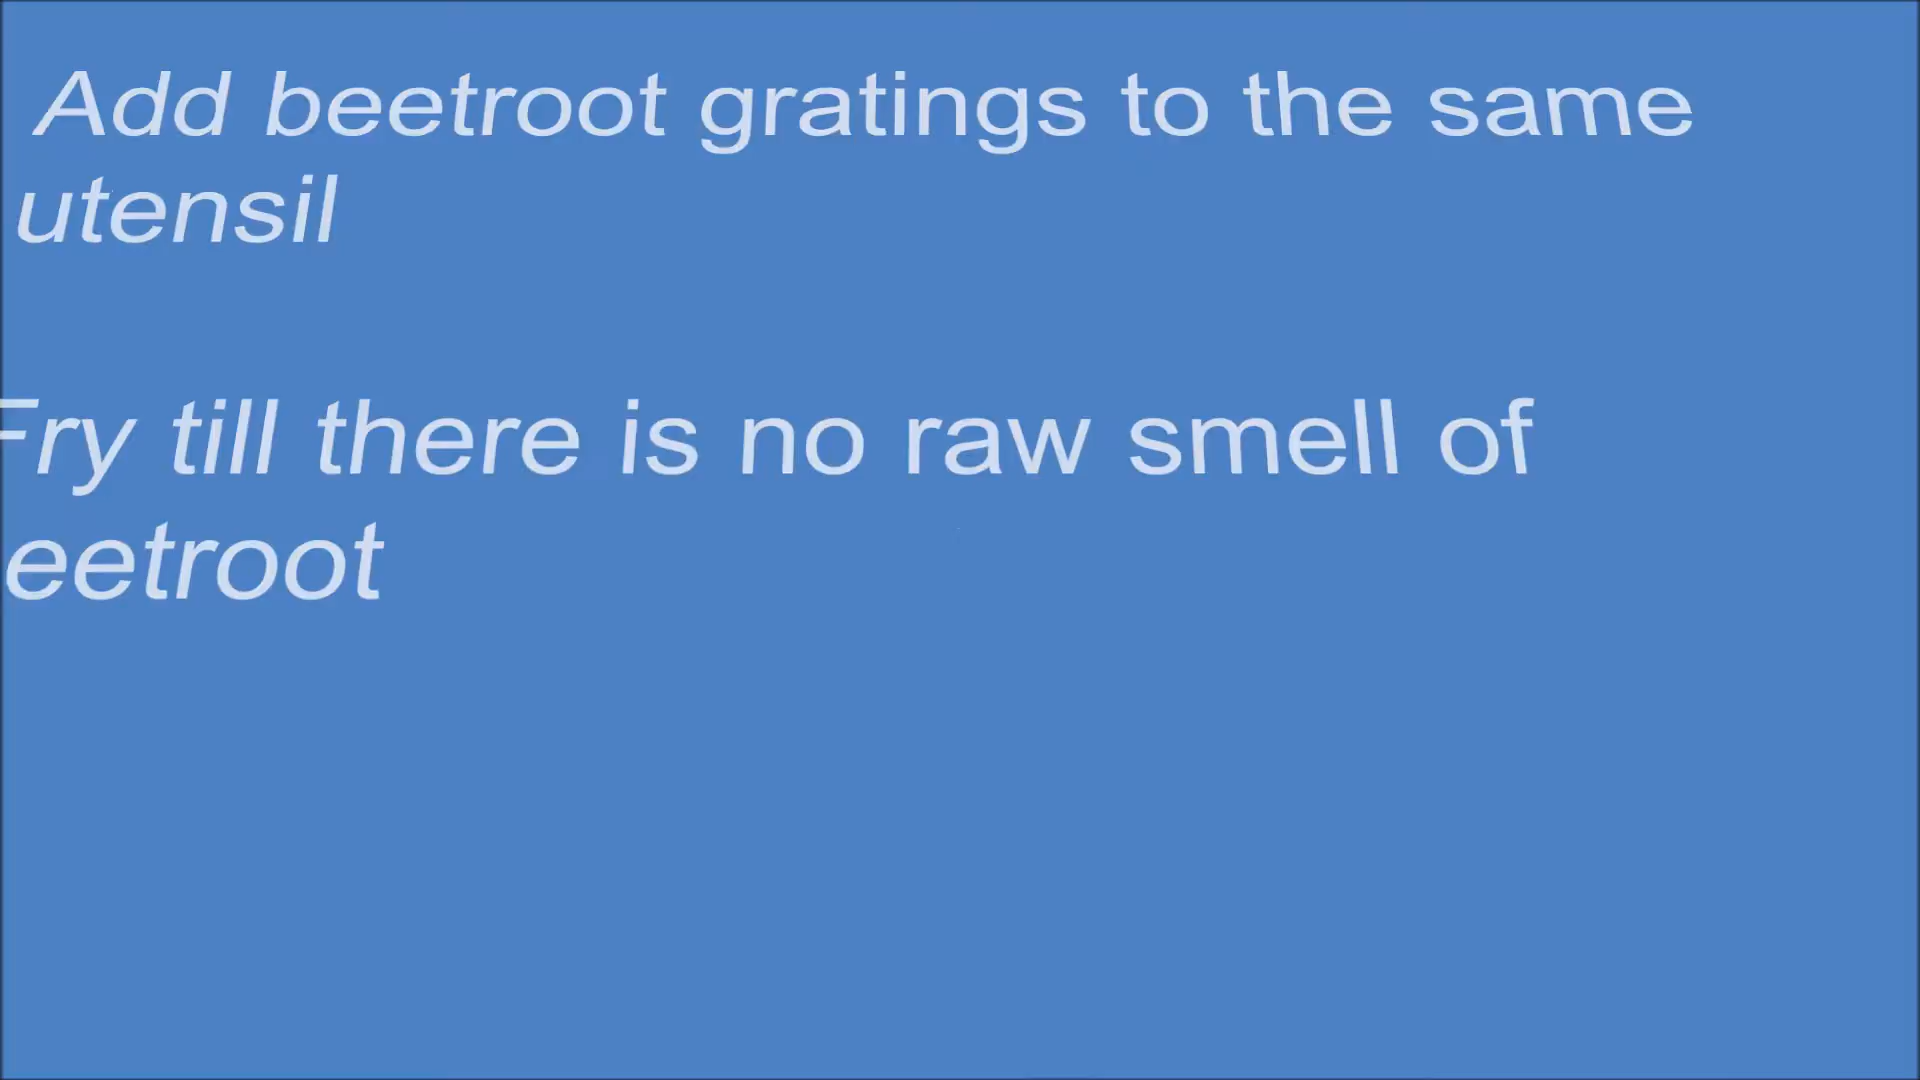 Add beetroot gratings to the same
utensil
Fry till there is no raw smell of
eetroot